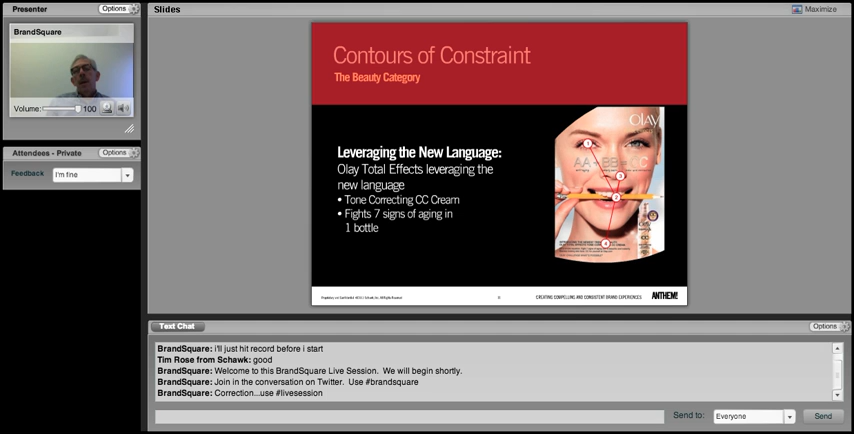 Presenter
Options
BrandSquare
Volume:
100
Attendees - Private
Options
Feedback
I'm fine
Slides
Maximize
Contours of Constraint
The Beauty Category
Leveraging the New Language:
Olay Total Effects leveraging the
new language
• Tone Correcting CC Cream
• Fights 7 signs of aging in
1 bottle
OLAY
AA + BB = CC
1
3
2
4
CREATING COMPELLING AND CONSISTENT BRAND EXPERIENCES
ANTHEM!
Text Chat
Options
BrandSquare: i'll just hit record before i start
Tim Rose from Schawk: good
BrandSquare: Welcome to this BrandSquare Live Session. We will begin shortly.
BrandSquare: Join in the conversation on Twitter. Use #brandsquare
BrandSquare: Correction...use #livesession
Send to:
Everyone
Send